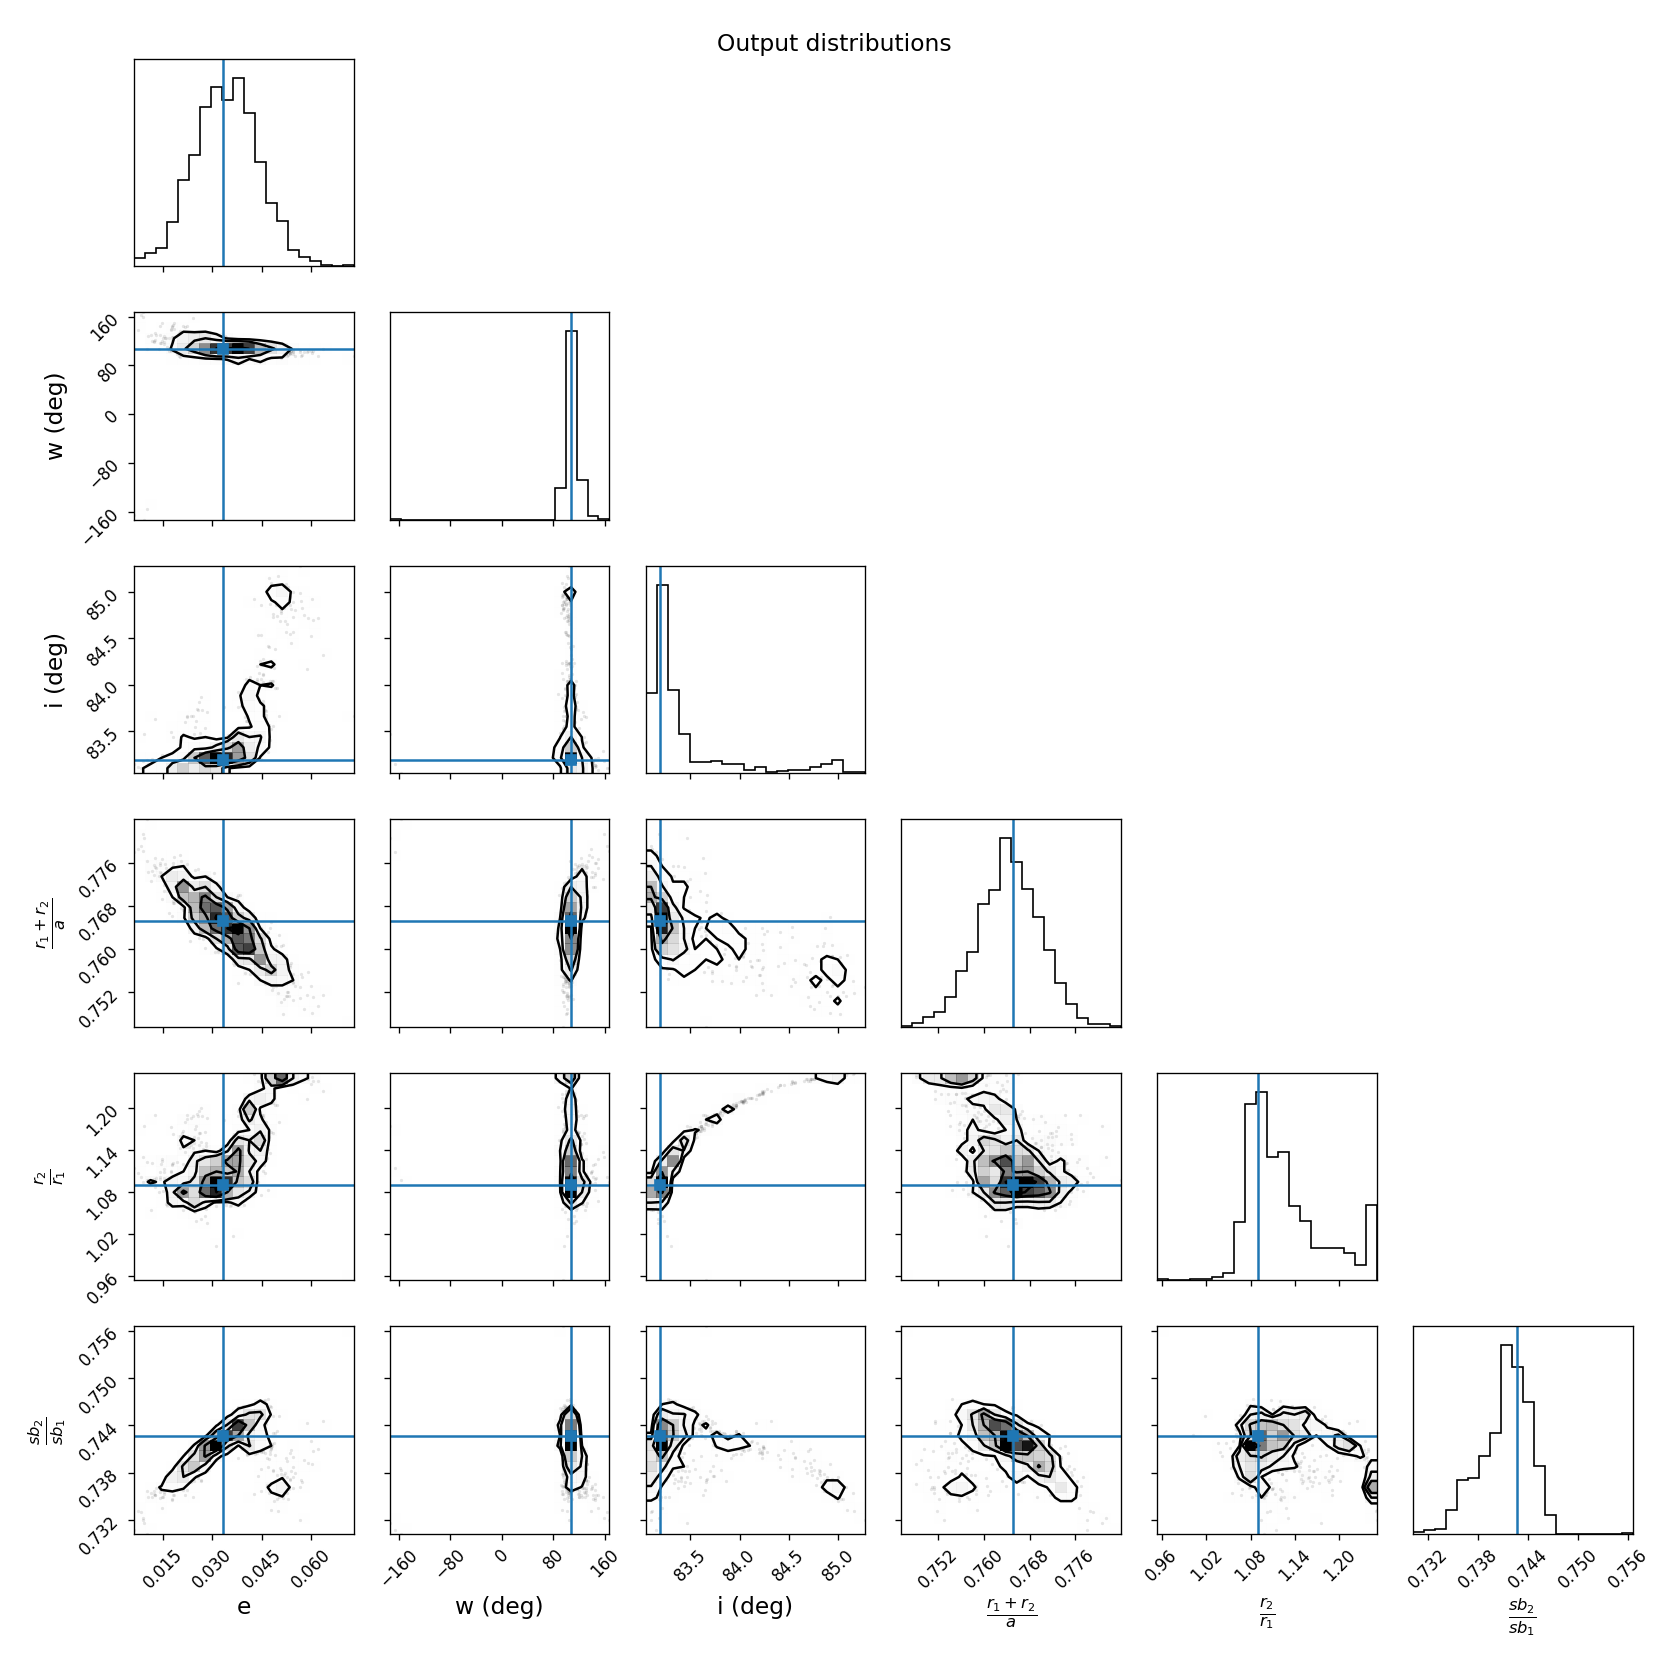 Output distributions
160
80
0
−80
−160
w (deg)
85.0
84.5
84.0
83.5
i (deg)
0.776
0.768
0.760
0.752
r₁ + r₂
a
1.20
1.14
1.08
1.02
0.96
r₂
r₁
0.756
0.750
0.744
0.738
0.732
sb₂
sb₁
0.015 0.030 0.045 0.060
−160 −80 0 80 160
83.5 84.0 84.5 85.0
0.752 0.760 0.768 0.776
0.96 1.02 1.08 1.14 1.20
0.732 0.738 0.744 0.750 0.756
e
w (deg)
i (deg)
r₁ + r₂
a
r₂
r₁
sb₂
sb₁